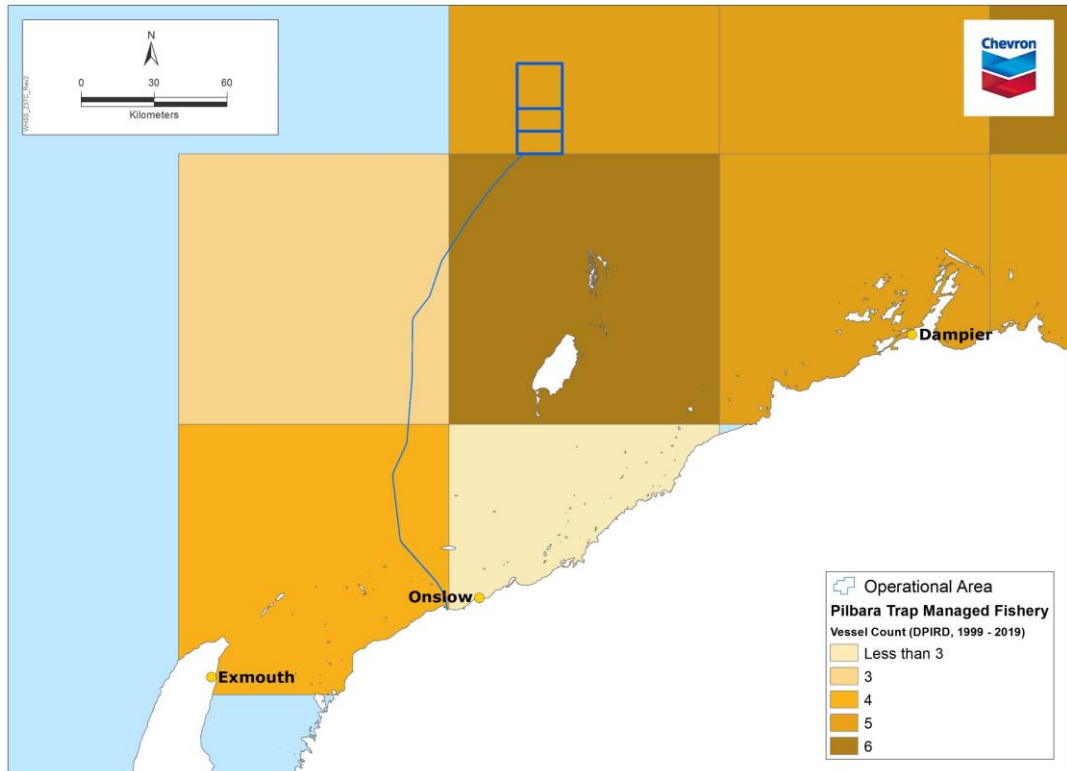 N
0 30 60
Kilometers
WHSS_237C_Rev2
Chevron
Dampier
Onslow
Exmouth
Operational Area
Pilbara Trap Managed Fishery
Vessel Count (DPIRD, 1999 - 2019)
Less than 3
3
4
5
6